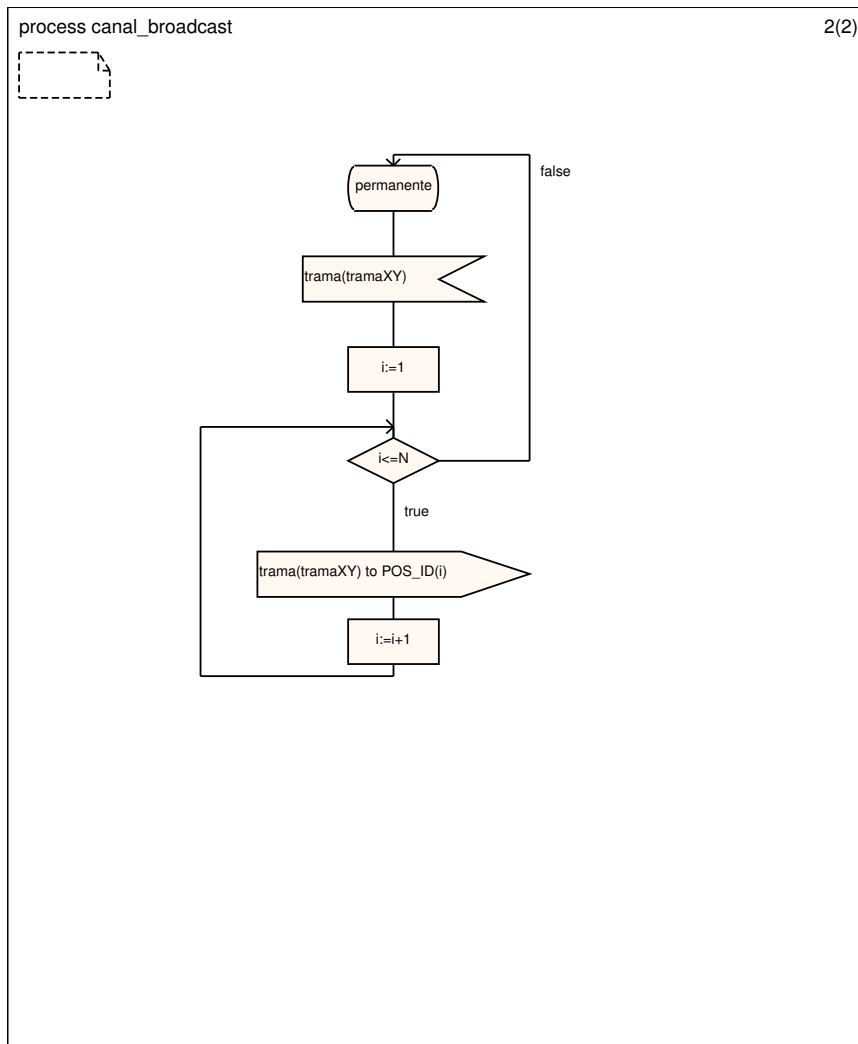 process canal_broadcast
2(2)
false
permanente
trama(tramaXY)
i:=1
i<=N
true
trama(tramaXY) to POS_ID(i)
i:=i+1